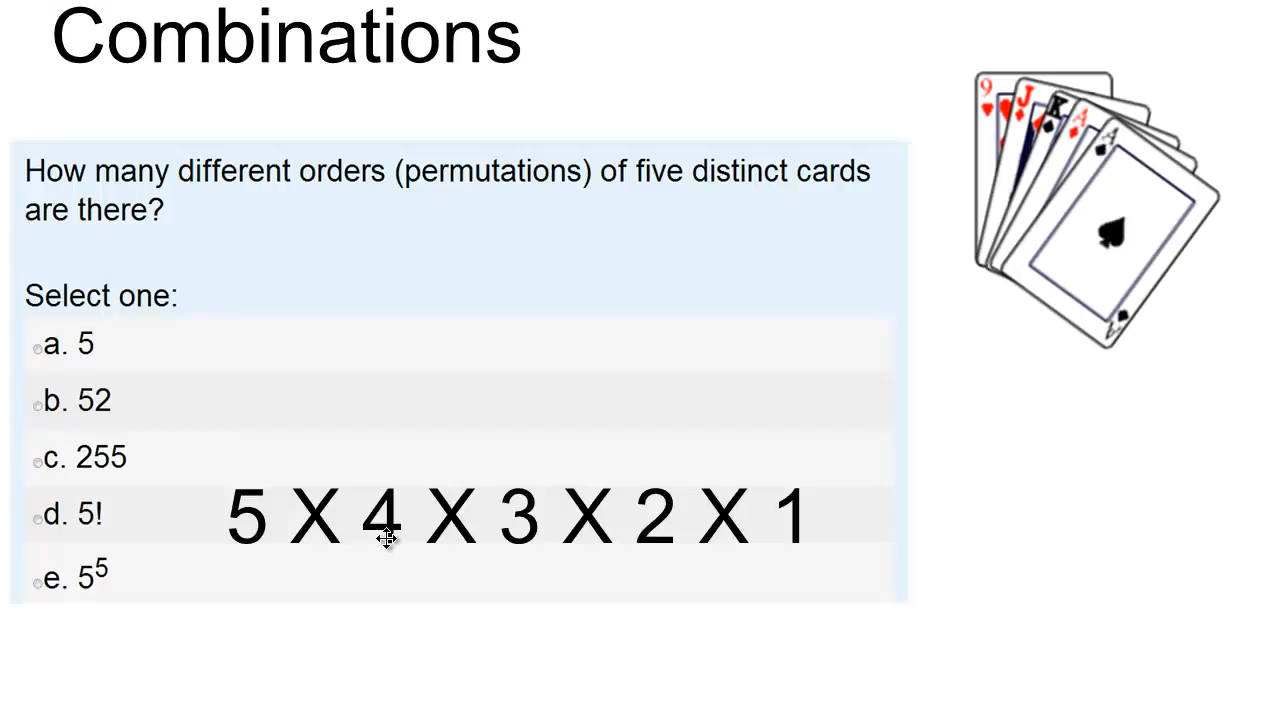 Combinations
How many different orders (permutations) of five distinct cards
are there?
Select one:
a. 5
b. 52
c. 255
d. 5! 5 X 4 X 3 X 2 X 1
e. 5⁵
9
J
K
A
A
A